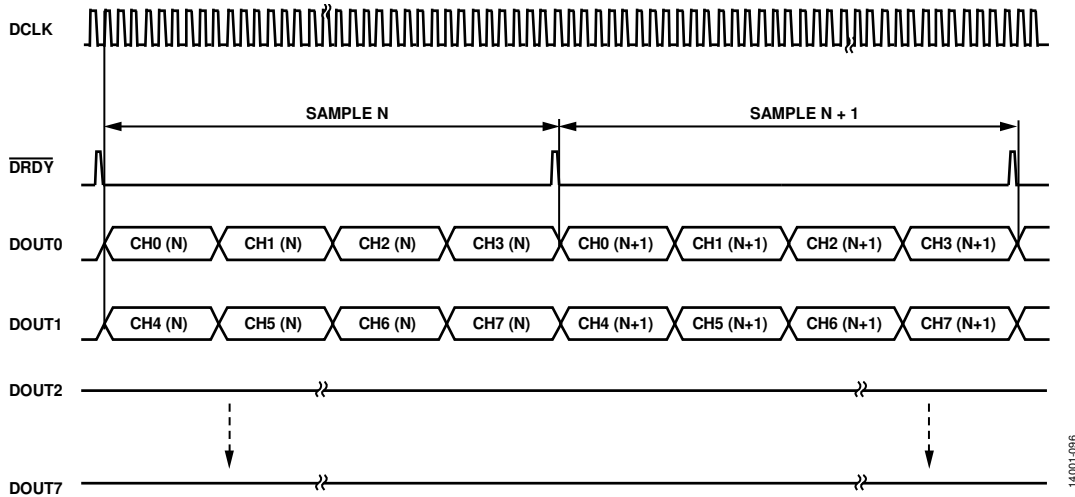 DCLK
SAMPLE N SAMPLE N + 1
DRDY
DOUT0 CH0 (N) CH1 (N) CH2 (N) CH3 (N) CH0 (N+1) CH1 (N+1) CH2 (N+1) CH3 (N+1)
DOUT1 CH4 (N) CH5 (N) CH6 (N) CH7 (N) CH4 (N+1) CH5 (N+1) CH6 (N+1) CH7 (N+1)
DOUT2
DOUT7
14001-096